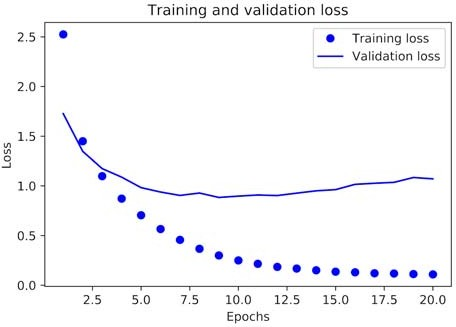 Training and validation loss
Training loss
Validation loss
2.5
2.0
1.5
1.0
0.5
0.0
Loss
2.5 5.0 7.5 10.0 12.5 15.0 17.5 20.0
Epochs